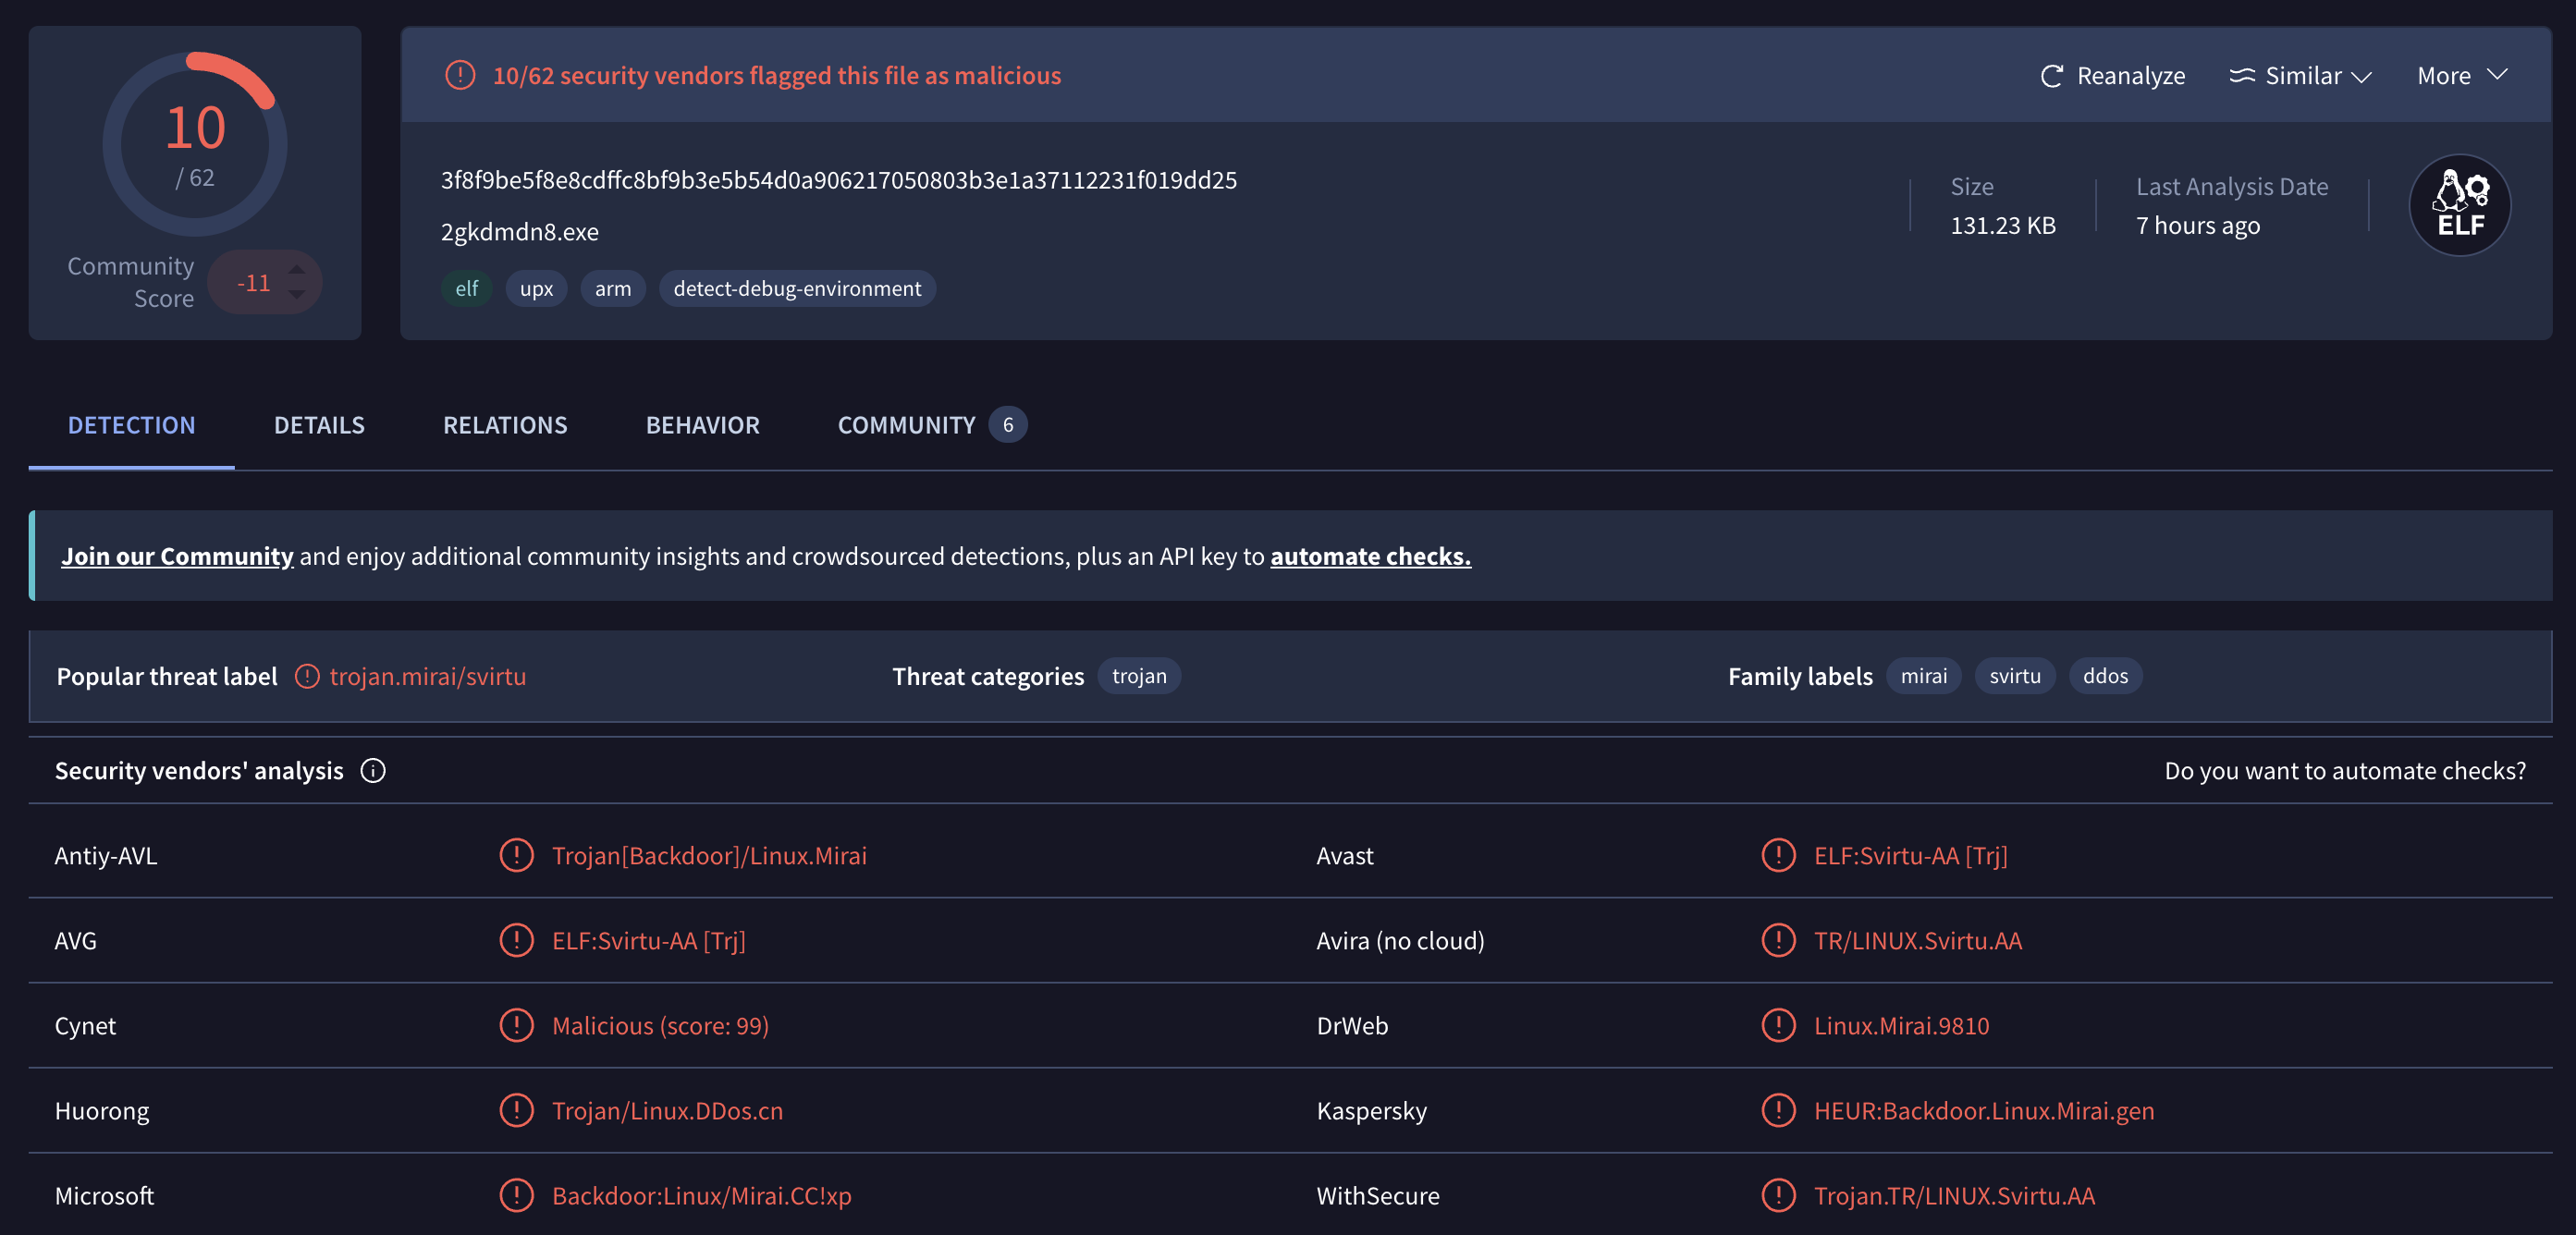 10
/ 62
Community
Score
-11
10/62 security vendors flagged this file as malicious
Reanalyze
Similar
More
3f8f9be5f8e8cdffc8bf9b3e5b54d0a906217050803b3e1a37112231f019dd25
2gkdmdn8.exe
elf upx arm detect-debug-environment
Size
131.23 KB
Last Analysis Date
7 hours ago
ELF
DETECTION DETAILS RELATIONS BEHAVIOR COMMUNITY 6
Join our Community and enjoy additional community insights and crowdsourced detections, plus an API key to automate checks.
Popular threat label trojan.mirai/svirtu Threat categories trojan Family labels mirai svirtu ddos
Security vendors' analysis Do you want to automate checks?
Antiy-AVL Trojan[Backdoor]/Linux.Mirai Avast ELF:Svirtu-AA [Trj]
AVG ELF:Svirtu-AA [Trj] Avira (no cloud) TR/LINUX.Svirtu.AA
Cynet Malicious (score: 99) DrWeb Linux.Mirai.9810
Huorong Trojan/Linux.DDos.cn Kaspersky HEUR:Backdoor.Linux.Mirai.gen
Microsoft Backdoor:Linux/Mirai.CC!xp WithSecure Trojan.TR/LINUX.Svirtu.AA